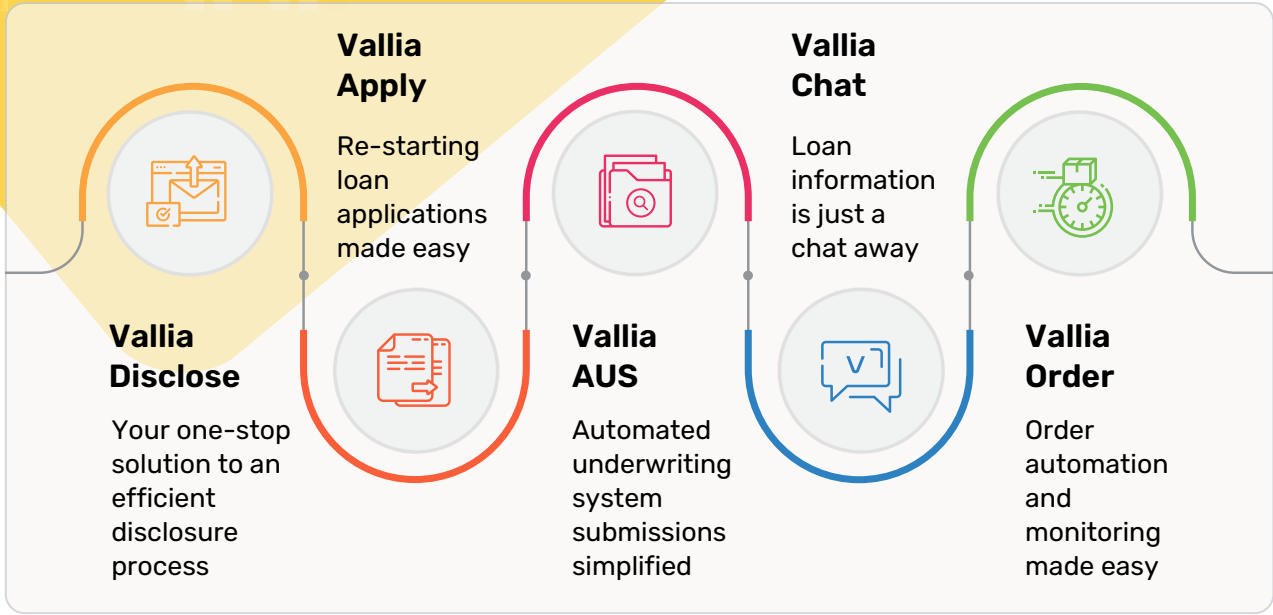 Vallia
Disclose
Your one-stop
solution to an
efficient
disclosure
process
Vallia
Apply
Re-starting
loan
applications
made easy
Vallia
AUS
Automated
underwriting
system
submissions
simplified
Vallia
Chat
Loan
information
is just a
chat away
V
Vallia
Order
Order
automation
and
monitoring
made easy